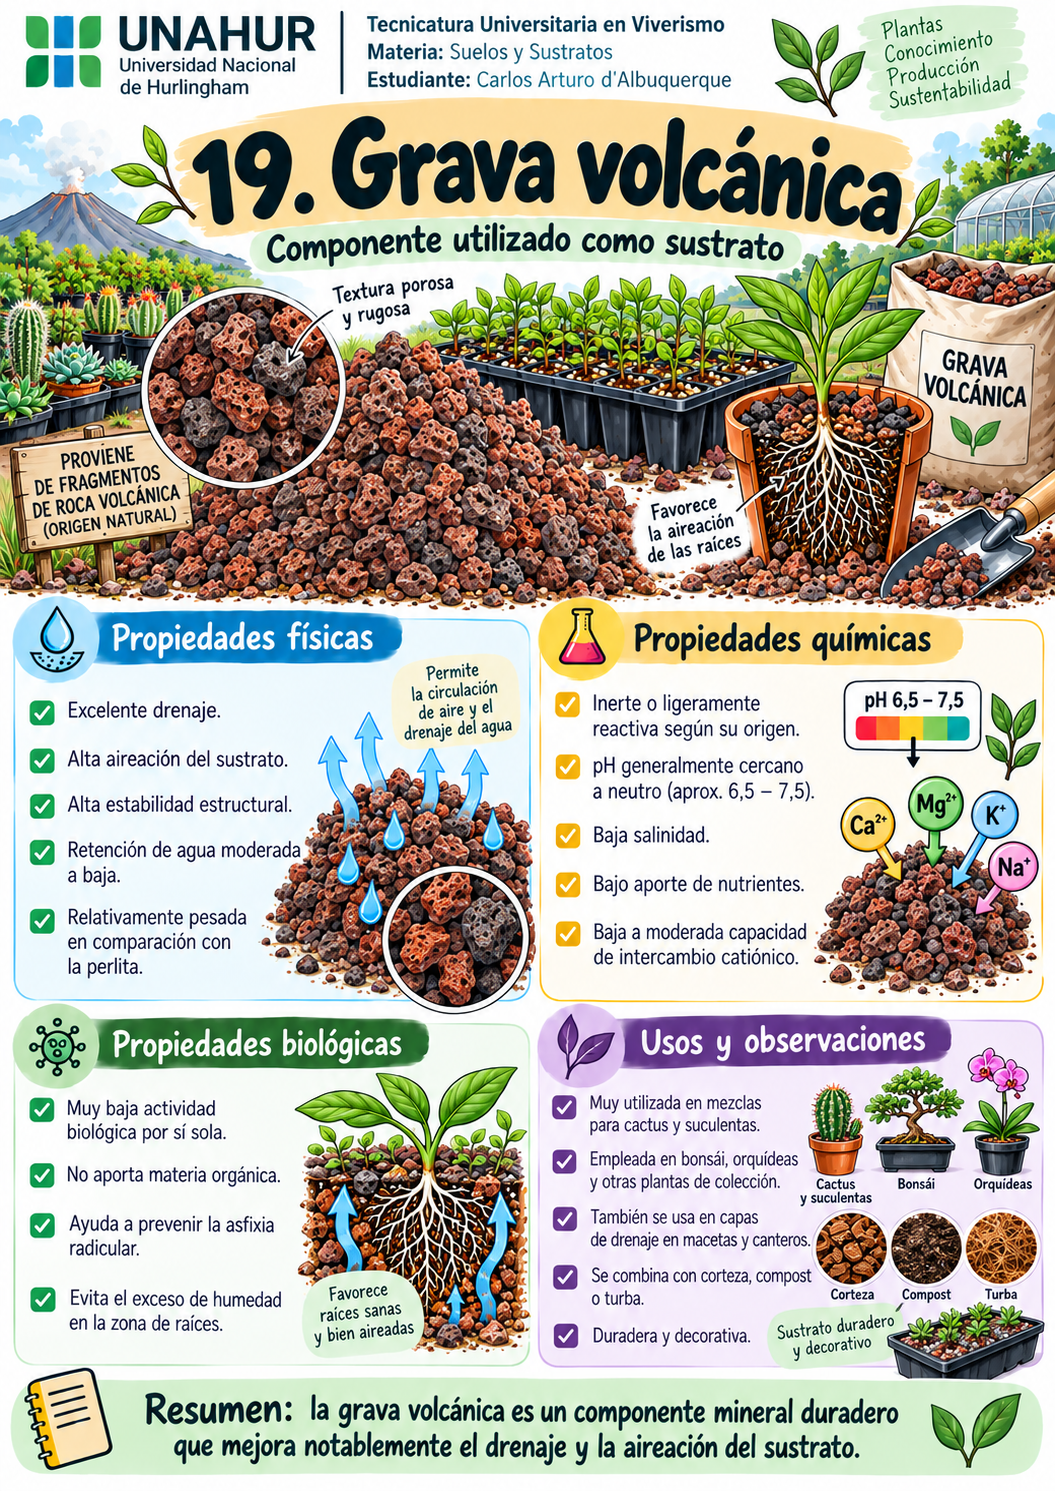 UNAHUR
Universidad Nacional
de Hurlingham
Tecnicatura Universitaria en Viverismo
Materia: Suelos y Sustratos
Estudiante: Carlos Arturo d'Albuquerque
Plantas
Conocimiento
Producción
Sustentabilidad
19. Grava volcánica
Componente utilizado como sustrato
Textura porosa
y rugosa
GRAVA
VOLCÁNICA
PROVIENE
DE FRAGMENTOS
DE ROCA VOLCÁNICA
(ORIGEN NATURAL)
Favorece
la aireación
de las raíces
Propiedades físicas
Excelente drenaje.
Alta aireación del sustrato.
Alta estabilidad estructural.
Retención de agua moderada
a baja.
Relativamente pesada
en comparación con
la perlita.
Permite
la circulación
de aire y el
drenaje del agua
Propiedades químicas
Inerte o ligeramente
reactiva según su origen.
pH generalmente cercano
a neutro (aprox. 6,5 – 7,5).
Baja salinidad.
Bajo aporte de nutrientes.
Baja a moderada capacidad
de intercambio catiónico.
pH 6,5 – 7,5
Ca²⁺
Mg²⁺
K⁺
Na⁺
Propiedades biológicas
Muy baja actividad
biológica por sí sola.
No aporta materia orgánica.
Ayuda a prevenir la asfixia
radicular.
Evita el exceso de humedad
en la zona de raíces.
Favorece
raíces sanas
y bien aireadas
Usos y observaciones
Muy utilizada en mezclas
para cactus y suculentas.
Empleada en bonsái, orquídeas
y otras plantas de colección.
También se usa en capas
de drenaje en macetas y canteros.
Se combina con corteza, compost
o turba.
Duradera y decorativa.
Cactus
y suculentas
Bonsái
Orquídeas
Corteza
Compost
Turba
Sustrato duradero
y decorativo
Resumen: la grava volcánica es un componente mineral duradero
que mejora notablemente el drenaje y la aireación del sustrato.